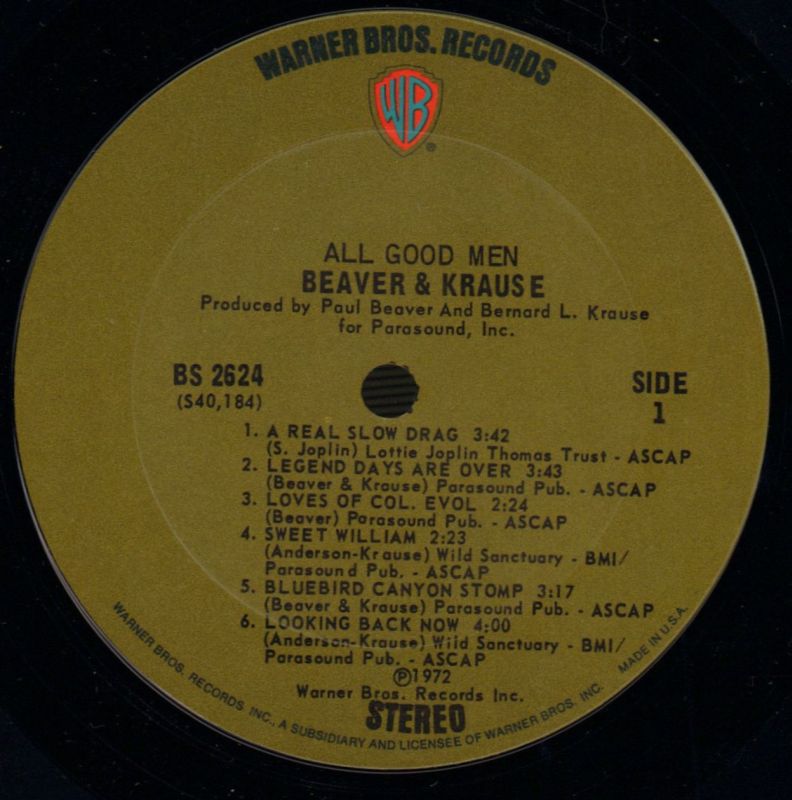 WARNER BROS. RECORDS
WB
®
ALL GOOD MEN
BEAVER & KRAUSE
Produced by Paul Beaver And Bernard L. Krause
for Parasound, Inc.
BS 2624
(S40,184)
SIDE
1
1. A REAL SLOW DRAG 3:42
(S. Joplin) Lottie Joplin Thomas Trust - ASCAP
2. LEGEND DAYS ARE OVER 3:43
(Beaver & Krause) Parasound Pub. - ASCAP
3. LOVES OF COL. EVOL 2:24
(Beaver) Parasound Pub. - ASCAP
4. SWEET WILLIAM 2:23
(Anderson-Krause) Wild Sanctuary - BMI/
Parasound Pub. - ASCAP
5. BLUEBIRD CANYON STOMP 3:17
(Beaver & Krause) Parasound Pub. - ASCAP
6. LOOKING BACK NOW 4:00
(Anderson-Krause) Wild Sanctuary - BMI/
Parasound Pub. - ASCAP
℗1972
Warner Bros. Records Inc.
STEREO
WARNER BROS. RECORDS INC., A SUBSIDIARY AND LICENSEE OF WARNER BROS. INC. MADE IN U.S.A.